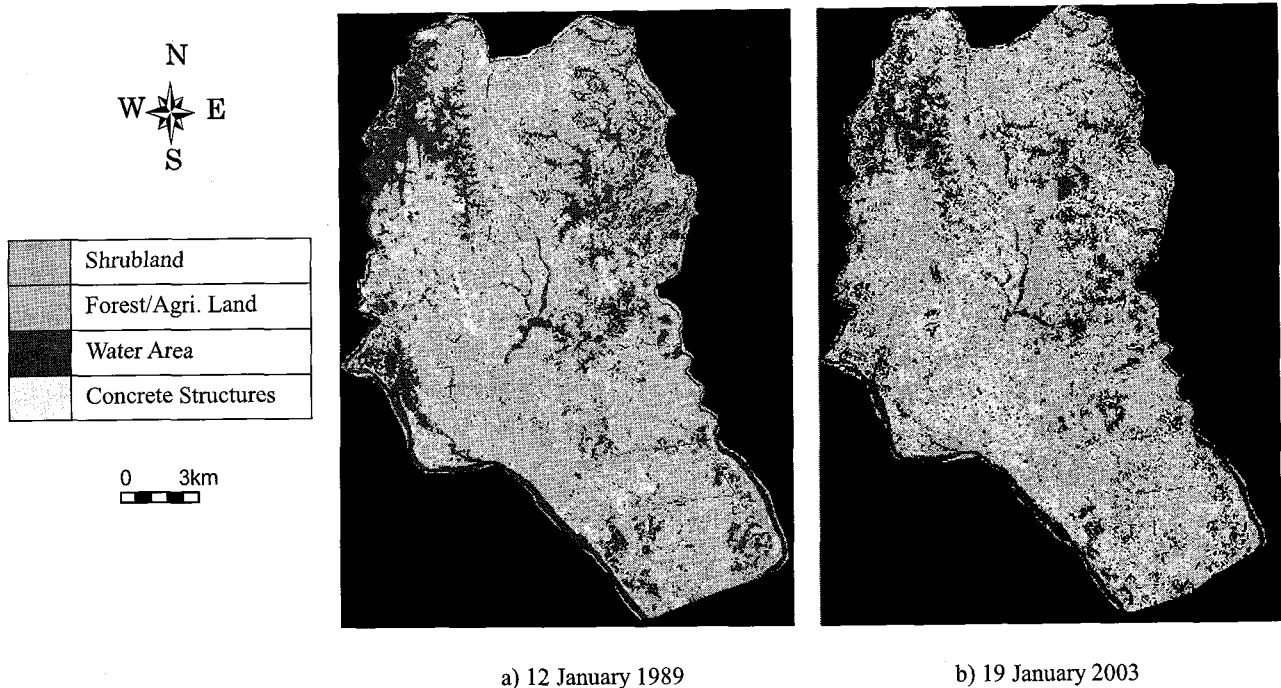 N
W E
S
Shrubland
Forest/Agri. Land
Water Area
Concrete Structures
0 3km
a) 12 January 1989
b) 19 January 2003